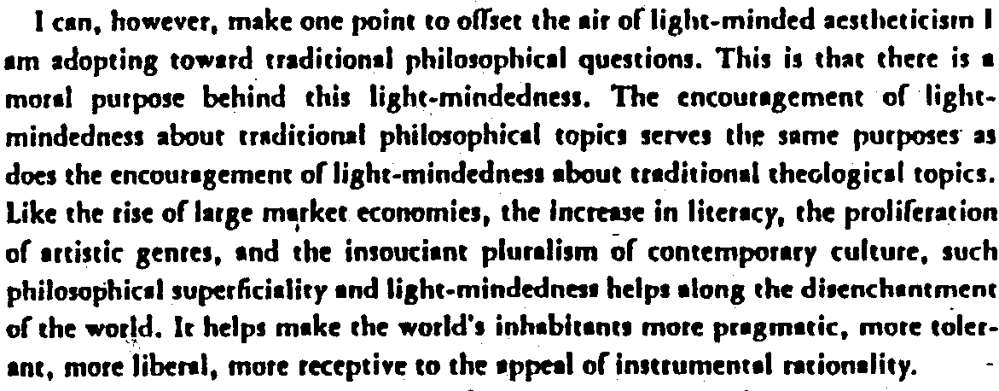 I can, however, make one point to offset the air of light-minded aestheticism I
am adopting toward traditional philosophical questions. This is that there is a
moral purpose behind this light-mindedness. The encouragement of light-
mindedness about traditional philosophical topics serves the same purposes as
does the encouragement of light-mindedness about traditional theological topics.
Like the rise of large market economies, the increase in literacy, the proliferation
of artistic genres, and the insouciant pluralism of contemporary culture, such
philosophical superficiality and light-mindedness helps along the disenchantment
of the world. It helps make the world's inhabitants more pragmatic, more toler-
ant, more liberal, more receptive to the appeal of instrumental rationality.